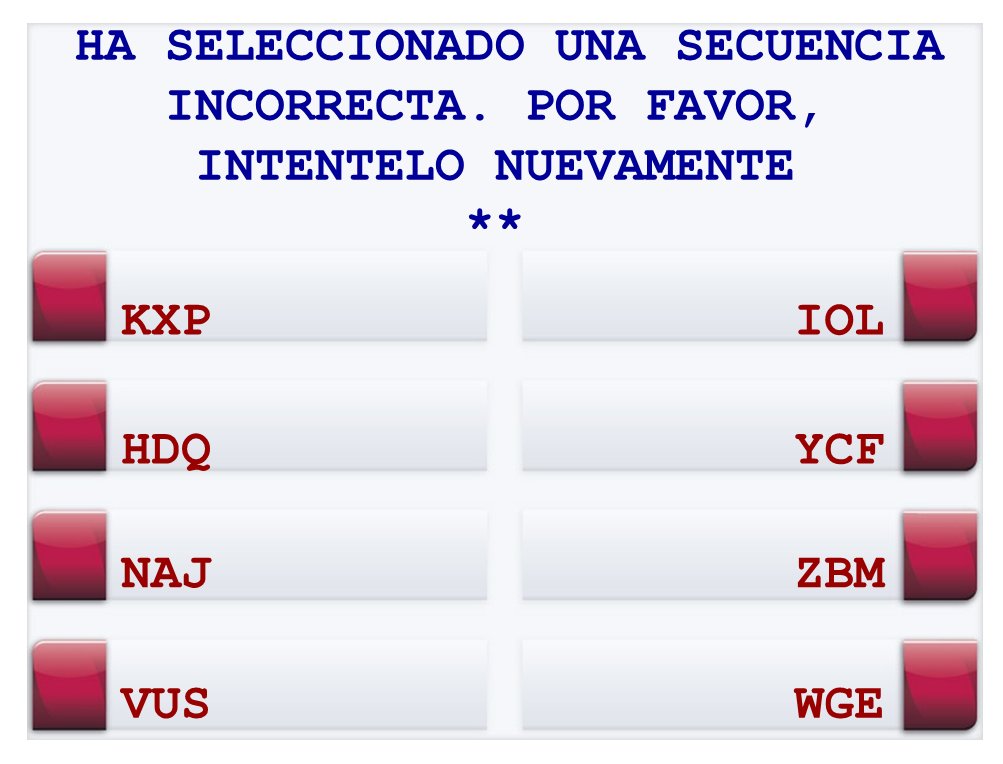 HA SELECCIONADO UNA SECUENCIA
INCORRECTA. POR FAVOR,
INTENTELO NUEVAMENTE
**
KXP IOL
HDQ YCF
NAJ ZBM
VUS WGE